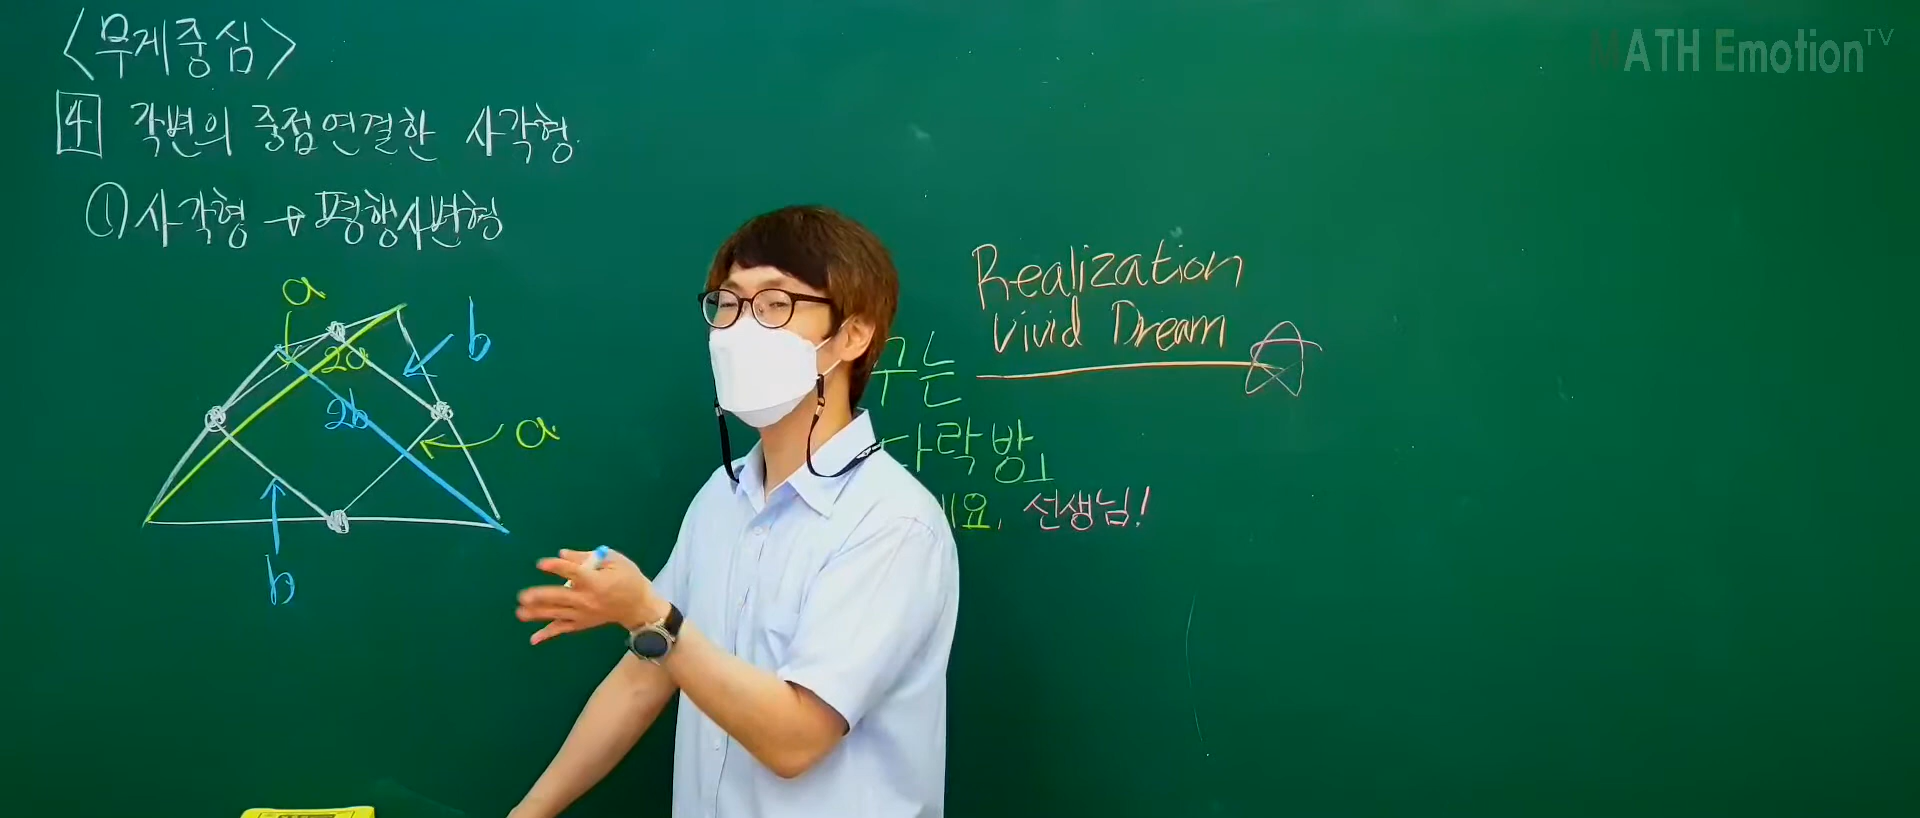 <무게중심>
4 각변의 중점연결한 사각형.
① 사각형 → 평행사변형
a
b
2a
2b
a
b
Realization
Vivid Dream
꾸는
다락방
요, 선생님!
MATH Emotion TV